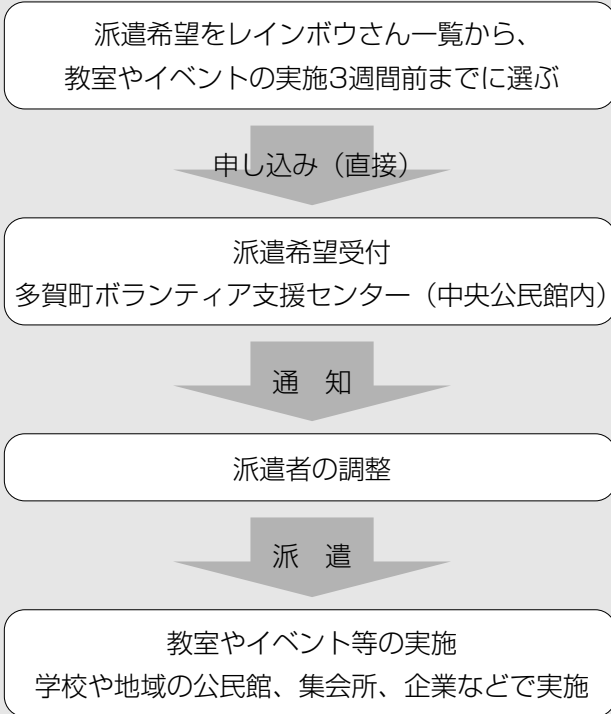 派遣希望をレインボウさん一覧から、
教室やイベントの実施3週間前までに選ぶ
申し込み（直接）
派遣希望受付
多賀町ボランティア支援センター（中央公民館内）
通　知
派遣者の調整
派　遣
教室やイベント等の実施
学校や地域の公民館、集会所、企業などで実施